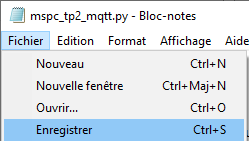 mspc_tp2_mqtt.py - Bloc-notes
Fichier Edition Format Affichage Aide
Nouveau Ctrl+N
Nouvelle fenêtre Ctrl+Maj+N
Ouvrir... Ctrl+O
Enregistrer Ctrl+S